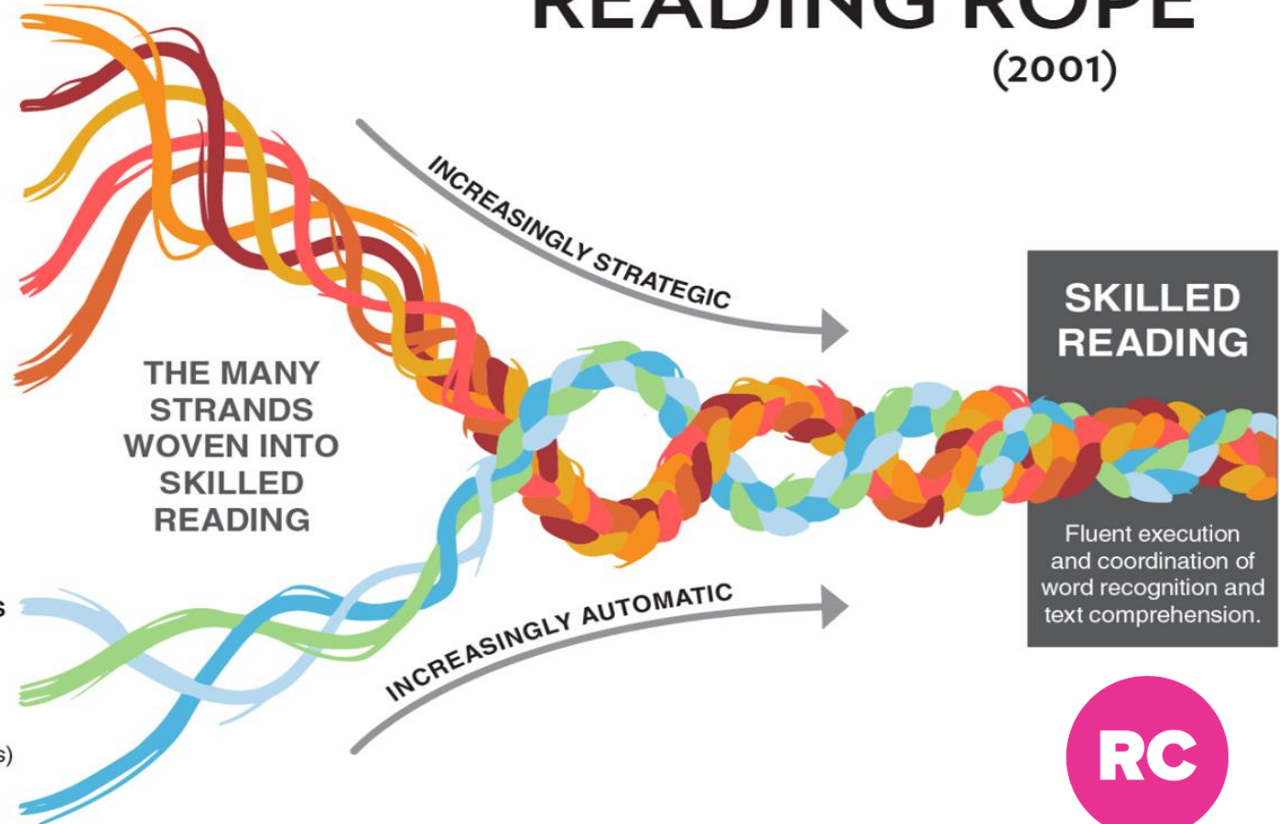 READING ROPE
(2001)
INCREASINGLY STRATEGIC
SKILLED
READING
THE MANY
STRANDS
WOVEN INTO
SKILLED
READING
Fluent execution
and coordination of
word recognition and
text comprehension.
s
INCREASINGLY AUTOMATIC
s)
RC